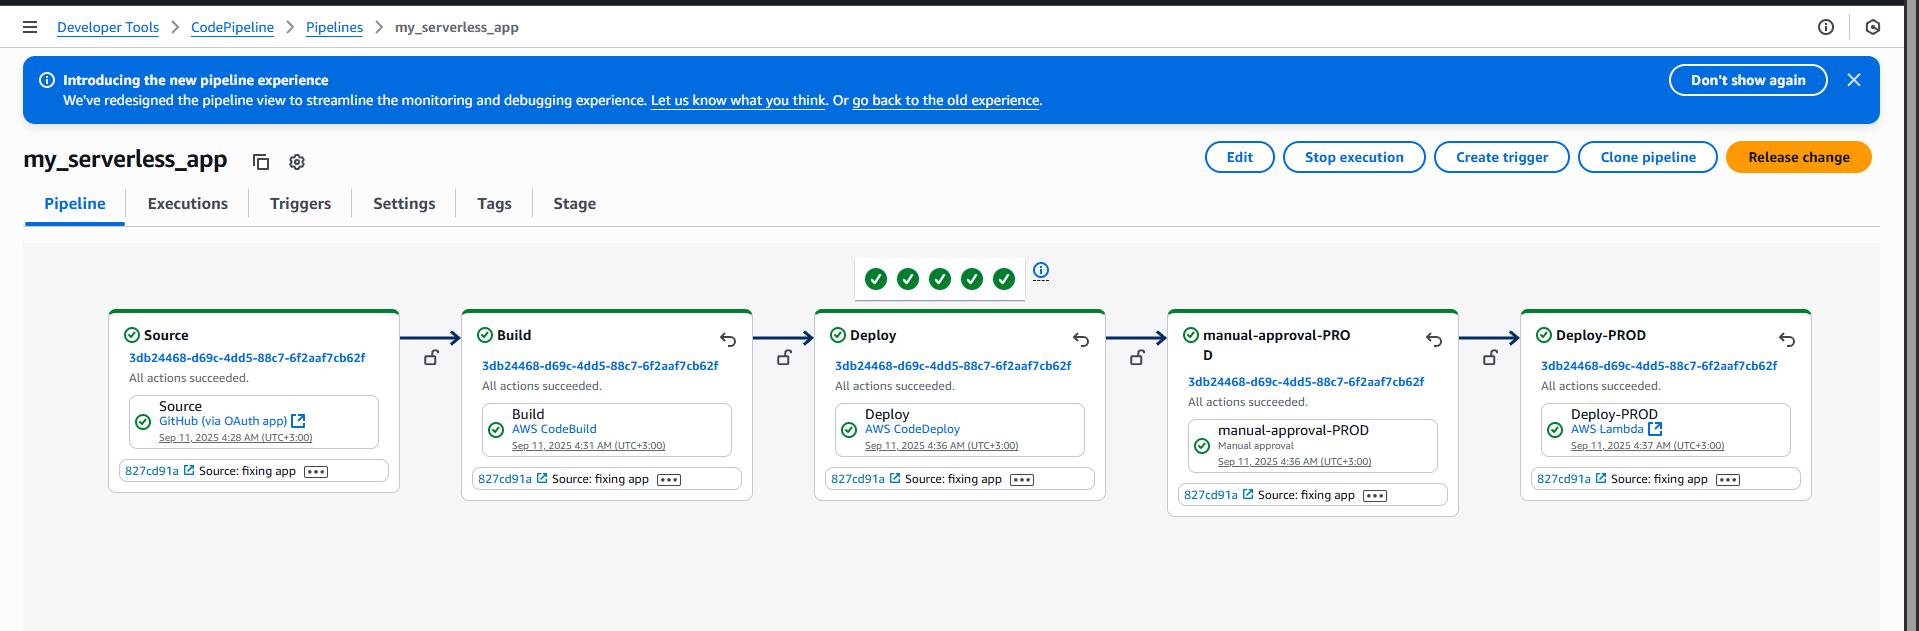 Developer Tools > CodePipeline > Pipelines > my_serverless_app
Introducing the new pipeline experience
We've redesigned the pipeline view to streamline the monitoring and debugging experience. Let us know what you think. Or go back to the old experience.
Don't show again
my_serverless_app
Edit
Stop execution
Create trigger
Clone pipeline
Release change
Pipeline
Executions
Triggers
Settings
Tags
Stage
Source
3db24468-d69c-4dd5-88c7-6f2aaf7cb62f
All actions succeeded.
Source
GitHub (via OAuth app)
Sep 11, 2025 4:28 AM (UTC+3:00)
827cd91a Source: fixing app
Build
3db24468-d69c-4dd5-88c7-6f2aaf7cb62f
All actions succeeded.
Build
AWS CodeBuild
Sep 11, 2025 4:31 AM (UTC+3:00)
827cd91a Source: fixing app
Deploy
3db24468-d69c-4dd5-88c7-6f2aaf7cb62f
All actions succeeded.
Deploy
AWS CodeDeploy
Sep 11, 2025 4:36 AM (UTC+3:00)
827cd91a Source: fixing app
manual-approval-PRO
D
3db24468-d69c-4dd5-88c7-6f2aaf7cb62f
All actions succeeded.
manual-approval-PROD
Manual approval
Sep 11, 2025 4:36 AM (UTC+3:00)
827cd91a Source: fixing app
Deploy-PROD
3db24468-d69c-4dd5-88c7-6f2aaf7cb62f
All actions succeeded.
Deploy-PROD
AWS Lambda
Sep 11, 2025 4:37 AM (UTC+3:00)
827cd91a Source: fixing app